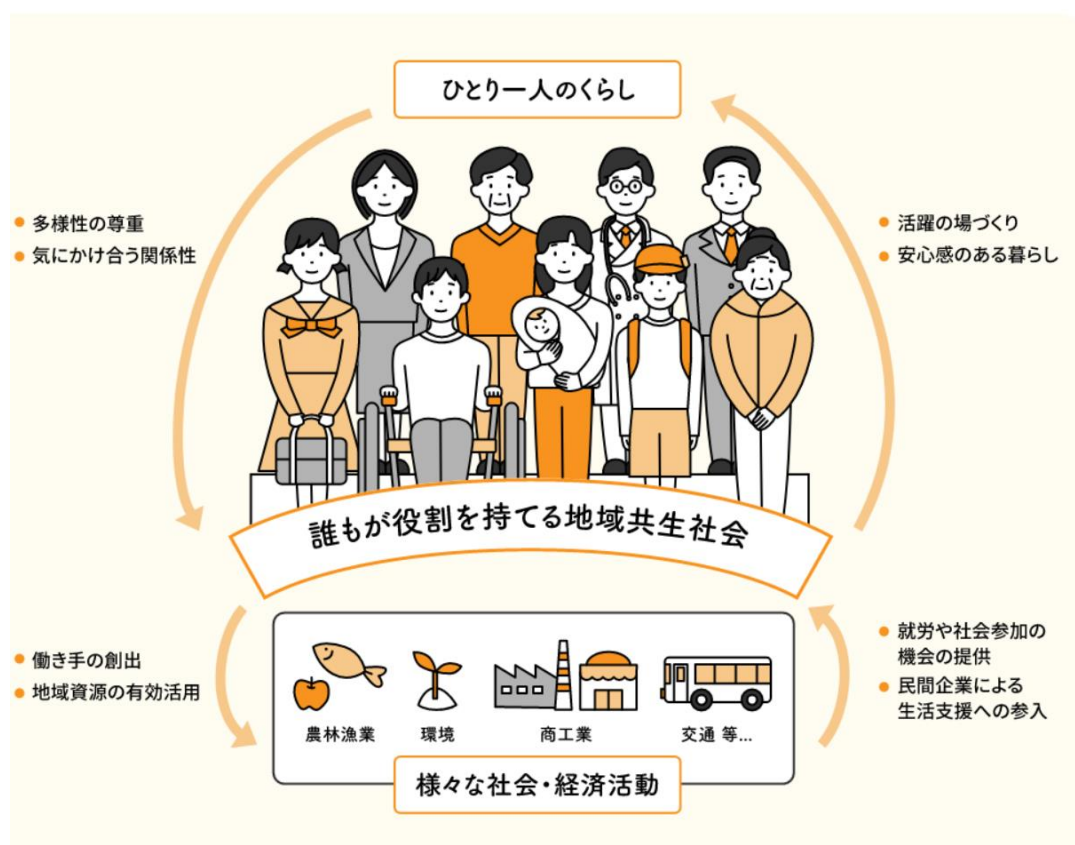 ひとり一人のくらし
多様性の尊重
気にかけ合う関係性
活躍の場づくり
安心感のある暮らし
誰もが役割を持てる地域共生社会
働き手の創出
地域資源の有効活用
就労や社会参加の
機会の提供
民間企業による
生活支援への参入
農林漁業
環境
商工業
交通 等...
様々な社会・経済活動